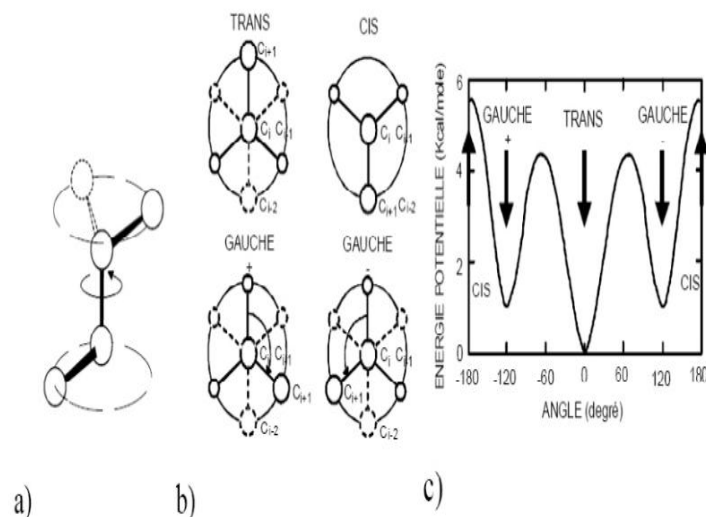 TRANS
CIS
C i+1
C i C i-1
C i C i-1
C i-2
C i+1 C i-2
GAUCHE
+
GAUCHE
-
C i C i-1
C i C i-1
C i+1
C i+1
C i-2
C i-2
ENERGIE POTENTIELLE (Kcal/mole)
6
4
2
0
GAUCHE
+
TRANS
GAUCHE
-
CIS
CIS
-180 -120 -60 0 60 120 180
ANGLE (degré)
a)
b)
c)